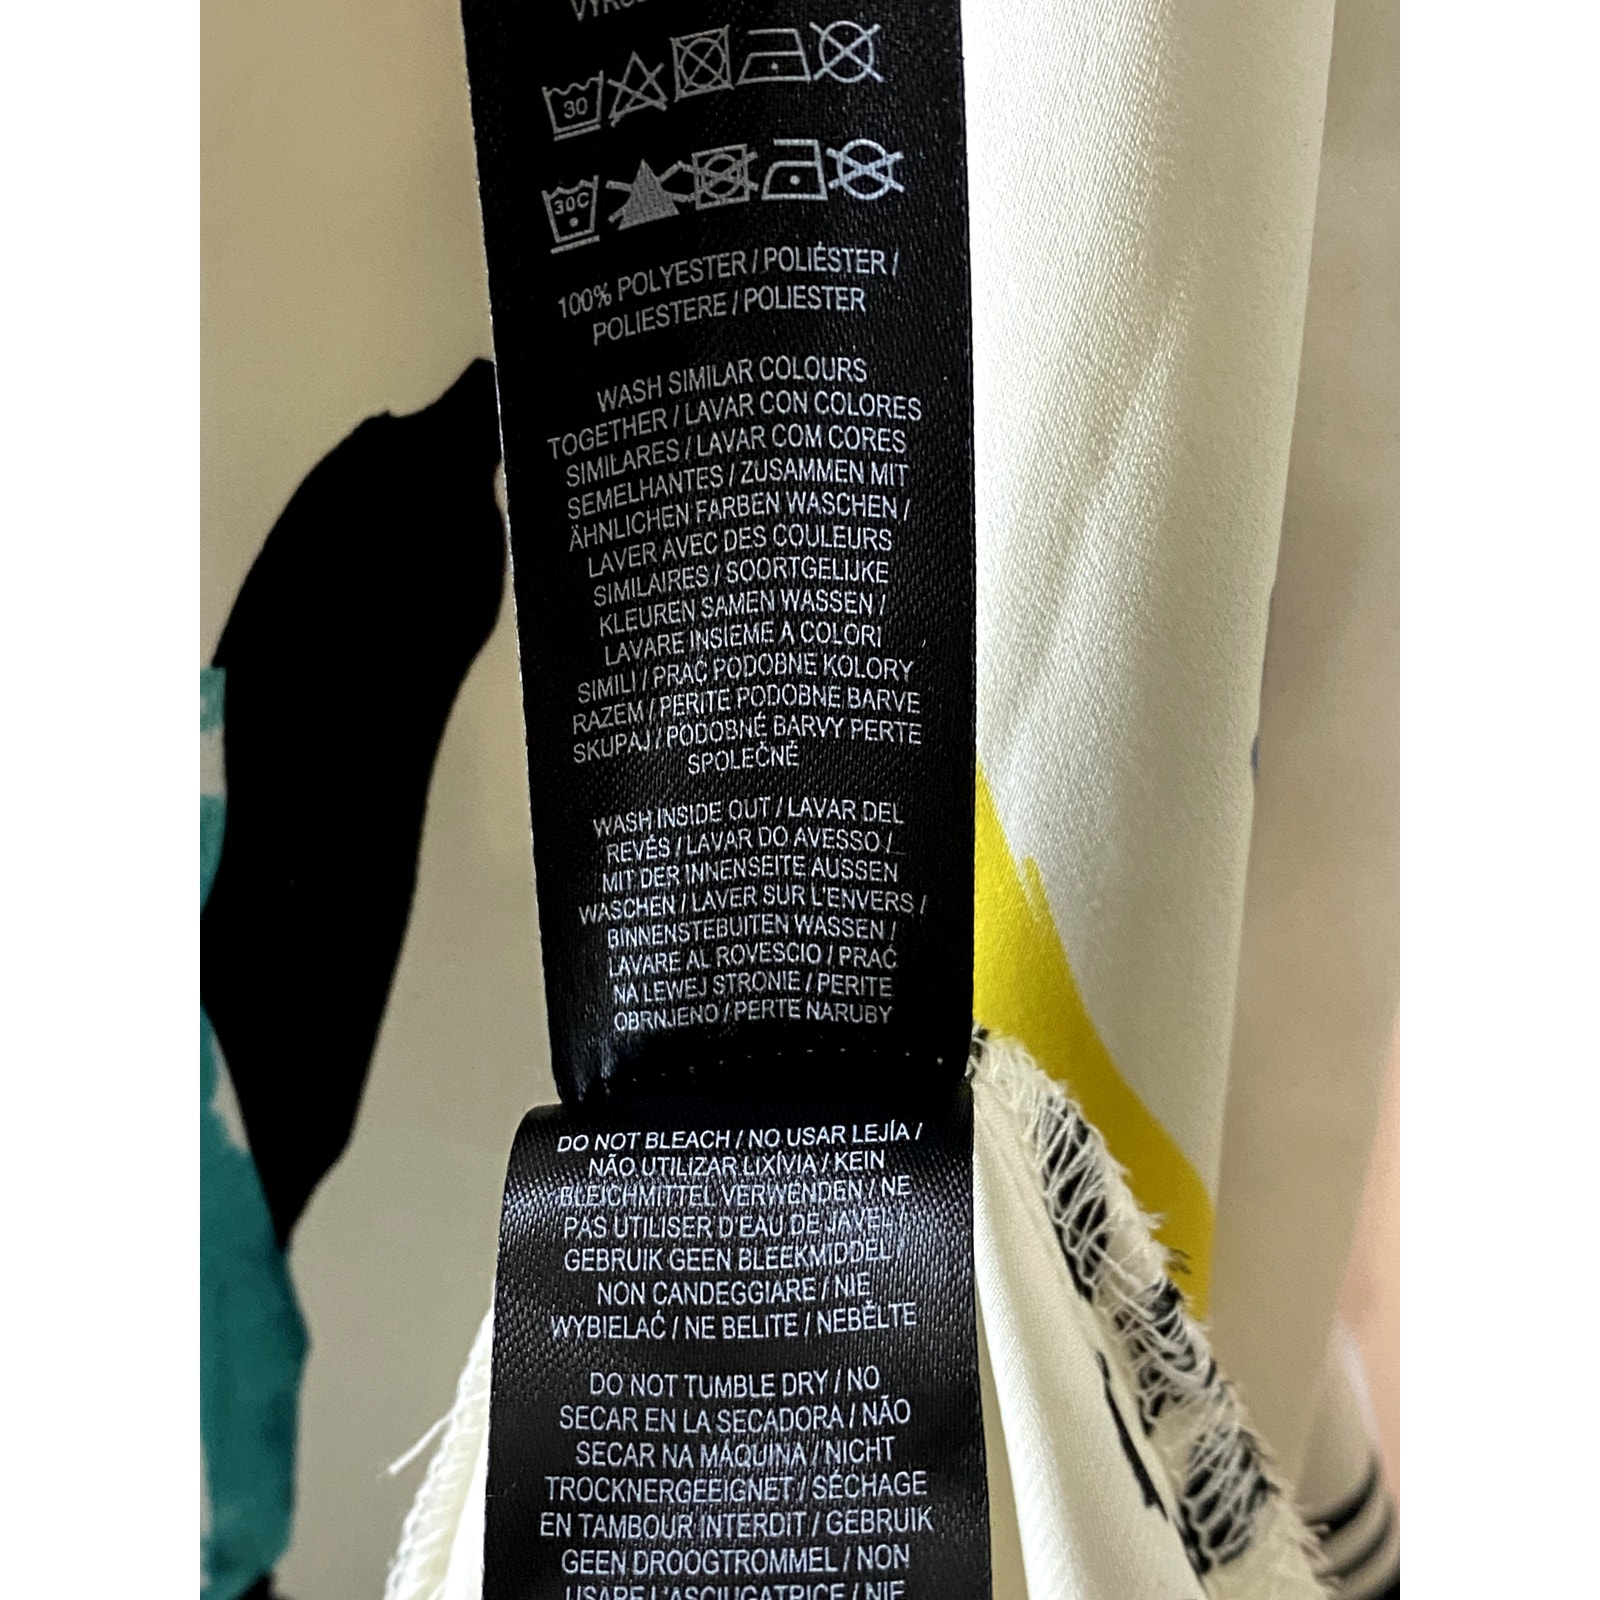 30
30C
100% POLYESTER / POLIÉSTER /
POLIESTERE / POLIESTER
WASH SIMILAR COLOURS
TOGETHER / LAVAR CON COLORES
SIMILARES / LAVAR COM CORES
SEMELHANTES / ZUSAMMEN MIT
ÄHNLICHEN FARBEN WASCHEN /
LAVER AVEC DES COULEURS
SIMILAIRES / SOORTGELIJKE
KLEUREN SAMEN WASSEN /
LAVARE INSIEME A COLORI
SIMILI / PRAĆ PODOBNE KOLORY
RAZEM / PERITE PODOBNE BARVE
SKUPAJ / PODOBNÉ BARVY PERTE
SPOLEČNĚ
WASH INSIDE OUT / LAVAR DEL
REVÉS / LAVAR DO AVESSO /
MIT DER INNENSEITE AUSSEN
WASCHEN / LAVER SUR L'ENVERS /
BINNENSTEBUITEN WASSEN /
LAVARE AL ROVESCIO / PRAĆ
NA LEWEJ STRONIE / PERITE
OBRNJENO / PERTE NARUBY
DO NOT BLEACH / NO USAR LEJÍA /
NÃO UTILIZAR LIXÍVIA / KEIN
BLEICHMITTEL VERWENDEN / NE
PAS UTILISER D'EAU DE JAVEL /
GEBRUIK GEEN BLEEKMIDDEL /
NON CANDEGGIARE / NIE
WYBIELAĆ / NE BELITE / NEBĚLTE
DO NOT TUMBLE DRY / NO
SECAR EN LA SECADORA / NÃO
SECAR NA MÁQUINA / NICHT
TROCKNERGEEIGNET / SÉCHAGE
EN TAMBOUR INTERDIT / GEBRUIK
GEEN DROOGTROMMEL / NON
USARE L'ASCIUGATRICE / NIE